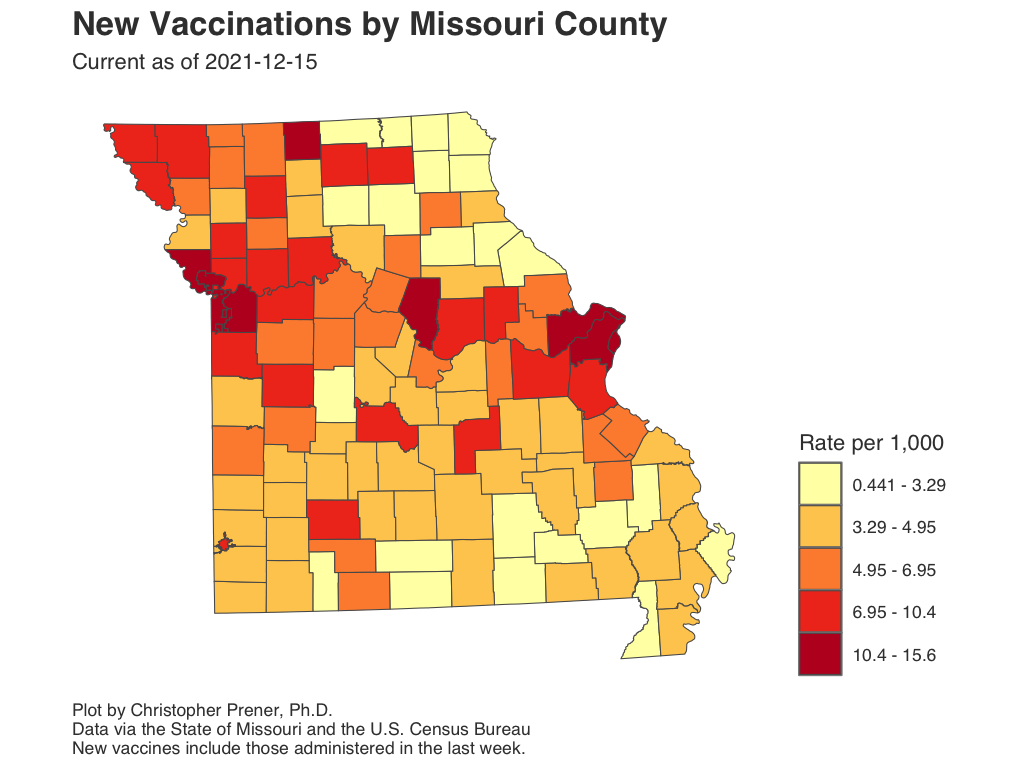 New Vaccinations by Missouri County
Current as of 2021-12-15
Rate per 1,000
0.441 - 3.29
3.29 - 4.95
4.95 - 6.95
6.95 - 10.4
10.4 - 15.6
Plot by Christopher Prener, Ph.D.
Data via the State of Missouri and the U.S. Census Bureau
New vaccines include those administered in the last week.